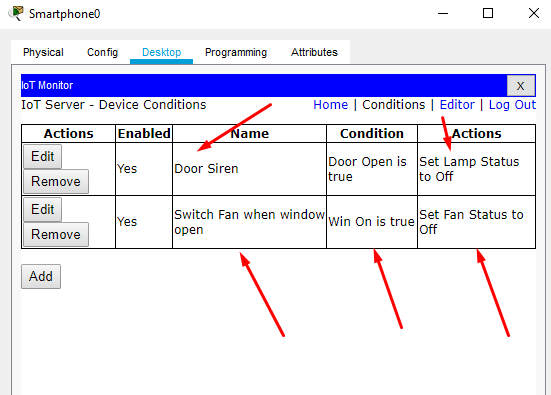 Smartphone0
Physical Config Desktop Programming Attributes
IoT Monitor X
IoT Server - Device Conditions Home | Conditions | Editor | Log Out
Actions Enabled Name Condition Actions
Edit
Remove
Yes
Door Siren
Door Open is
true
Set Lamp Status
to Off
Edit
Remove
Yes
Switch Fan when window
open
Win On is true
Set Fan Status to
Off
Add